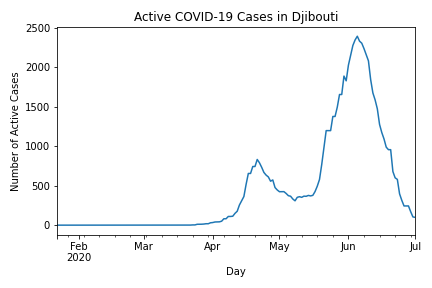 Active COVID-19 Cases in Djibouti
Number of Active Cases
2500
2000
1500
1000
500
0
Feb Mar Apr May Jun Jul
2020
Day